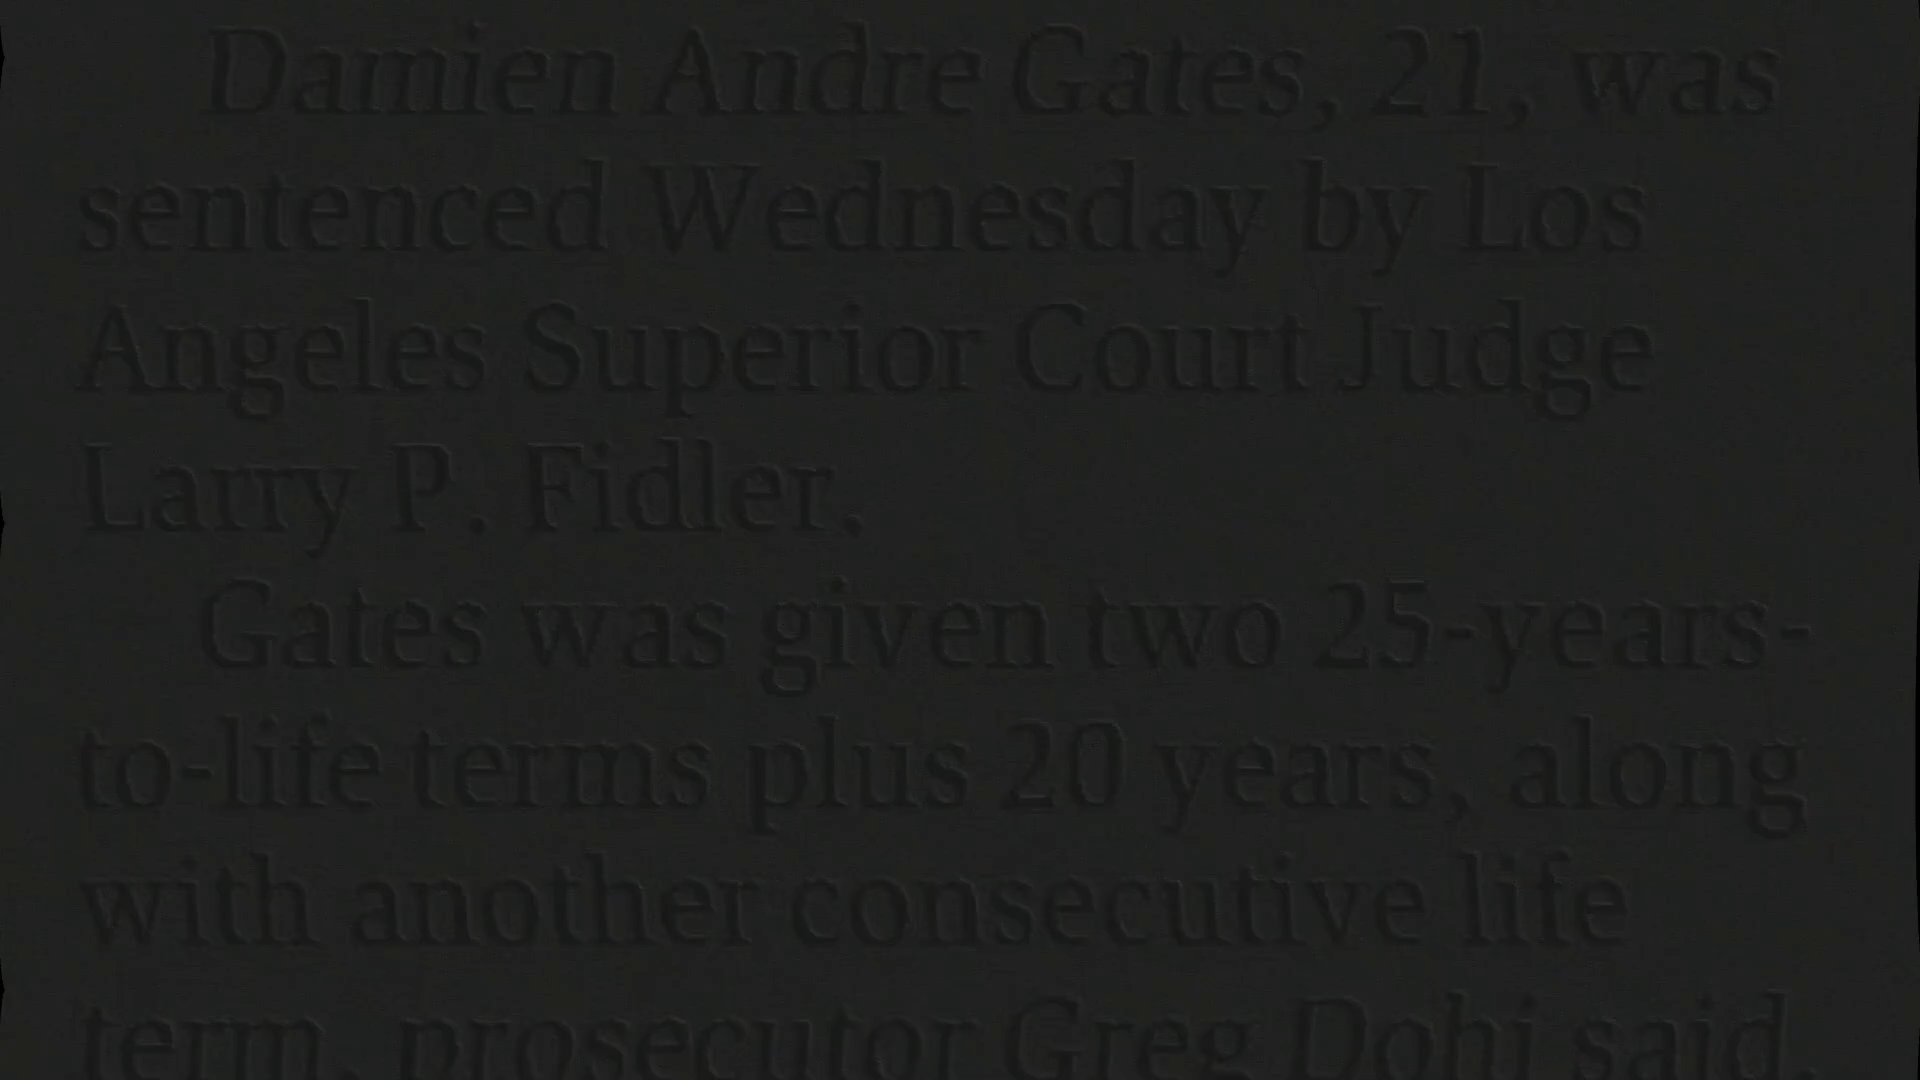 Damien Andre Gates, 21, was
sentenced Wednesday by Los
Angeles Superior Court Judge
Larry P. Fidler.
Gates was given two 25-years-
to-life terms plus 20 years, along
with another consecutive life
term, prosecutor Greg Dohi said.